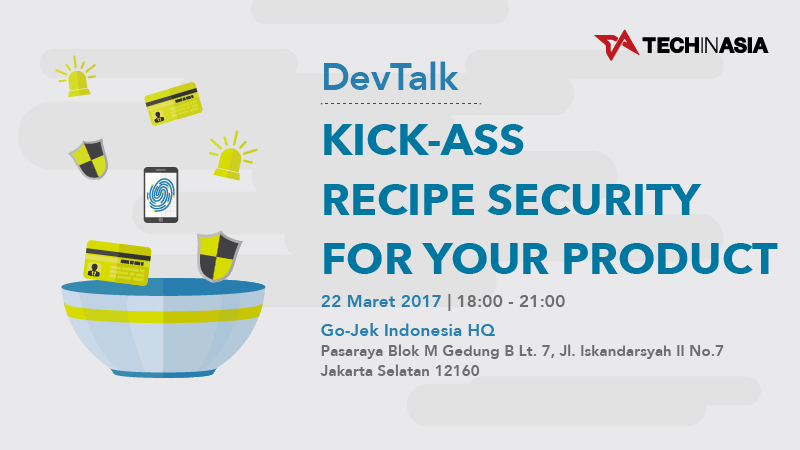 TECHINASIA
DevTalk
KICK-ASS
RECIPE SECURITY
FOR YOUR PRODUCT
22 Maret 2017 | 18:00 - 21:00
Go-Jek Indonesia HQ
Pasaraya Blok M Gedung B Lt. 7, Jl. Iskandarsyah II No.7
Jakarta Selatan 12160